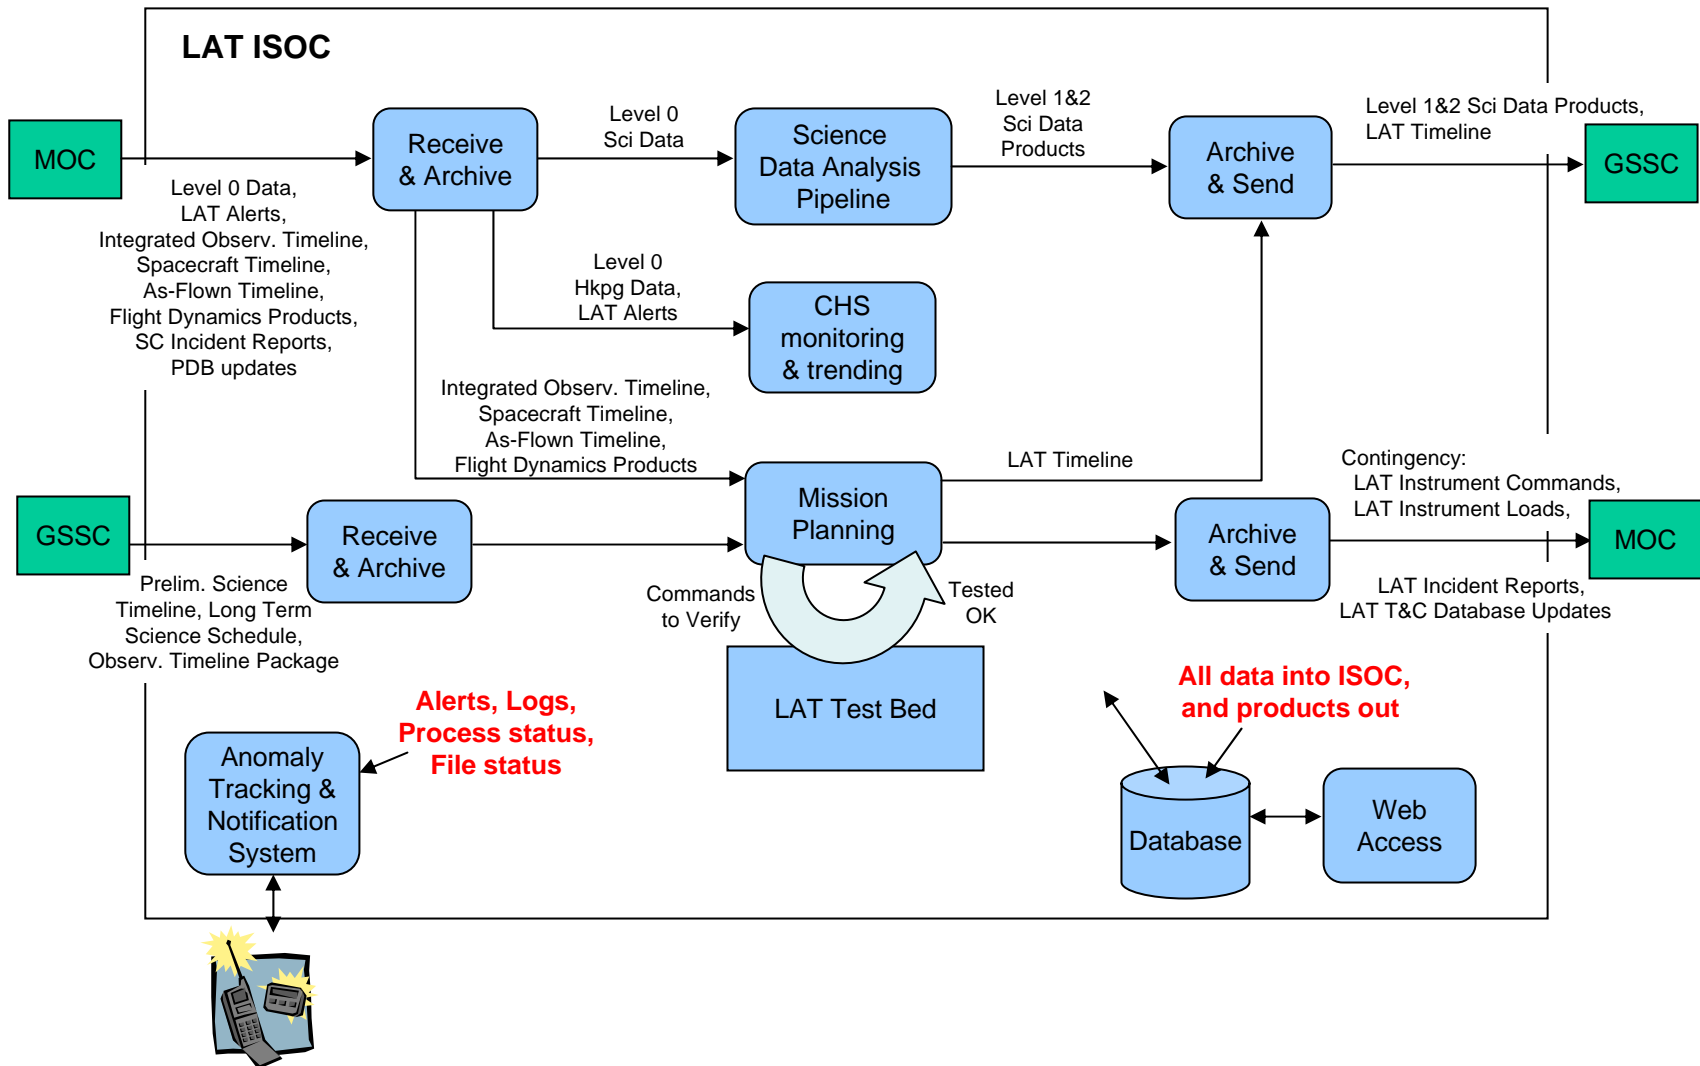 LAT ISOC
MOC
Level 0 Data,
LAT Alerts,
Integrated Observ. Timeline,
Spacecraft Timeline,
As-Flown Timeline,
Flight Dynamics Products,
SC Incident Reports,
PDB updates
Receive
& Archive
Level 0
Sci Data
Science
Data Analysis
Pipeline
Level 1&2
Sci Data
Products
Archive
& Send
Level 1&2 Sci Data Products,
LAT Timeline
GSSC
Level 0
Hkpg Data,
LAT Alerts
CHS
monitoring
& trending
Integrated Observ. Timeline,
Spacecraft Timeline,
As-Flown Timeline,
Flight Dynamics Products
GSSC
Prelim. Science
Timeline, Long Term
Science Schedule,
Observ. Timeline Package
Receive
& Archive
Mission
Planning
LAT Timeline
Archive
& Send
Contingency:
LAT Instrument Commands,
LAT Instrument Loads,
MOC
LAT Incident Reports,
LAT T&C Database Updates
Commands
to Verify
Tested
OK
LAT Test Bed
Alerts, Logs,
Process status,
File status
Anomaly
Tracking &
Notification
System
All data into ISOC,
and products out
Database
Web
Access